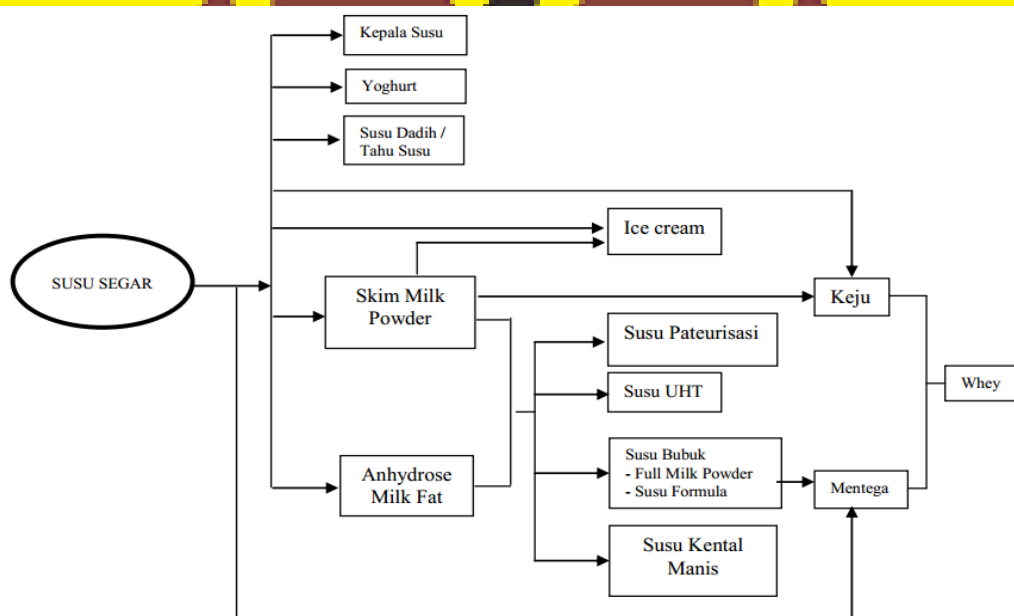 Kepala Susu
Yoghurt
Susu Dadih /
Tahu Susu
Ice cream
SUSU SEGAR
Skim Milk
Powder
Keju
Susu Pateurisasi
Whey
Susu UHT
Susu Bubuk
- Full Milk Powder
- Susu Formula
Anhydrose
Milk Fat
Mentega
Susu Kental
Manis